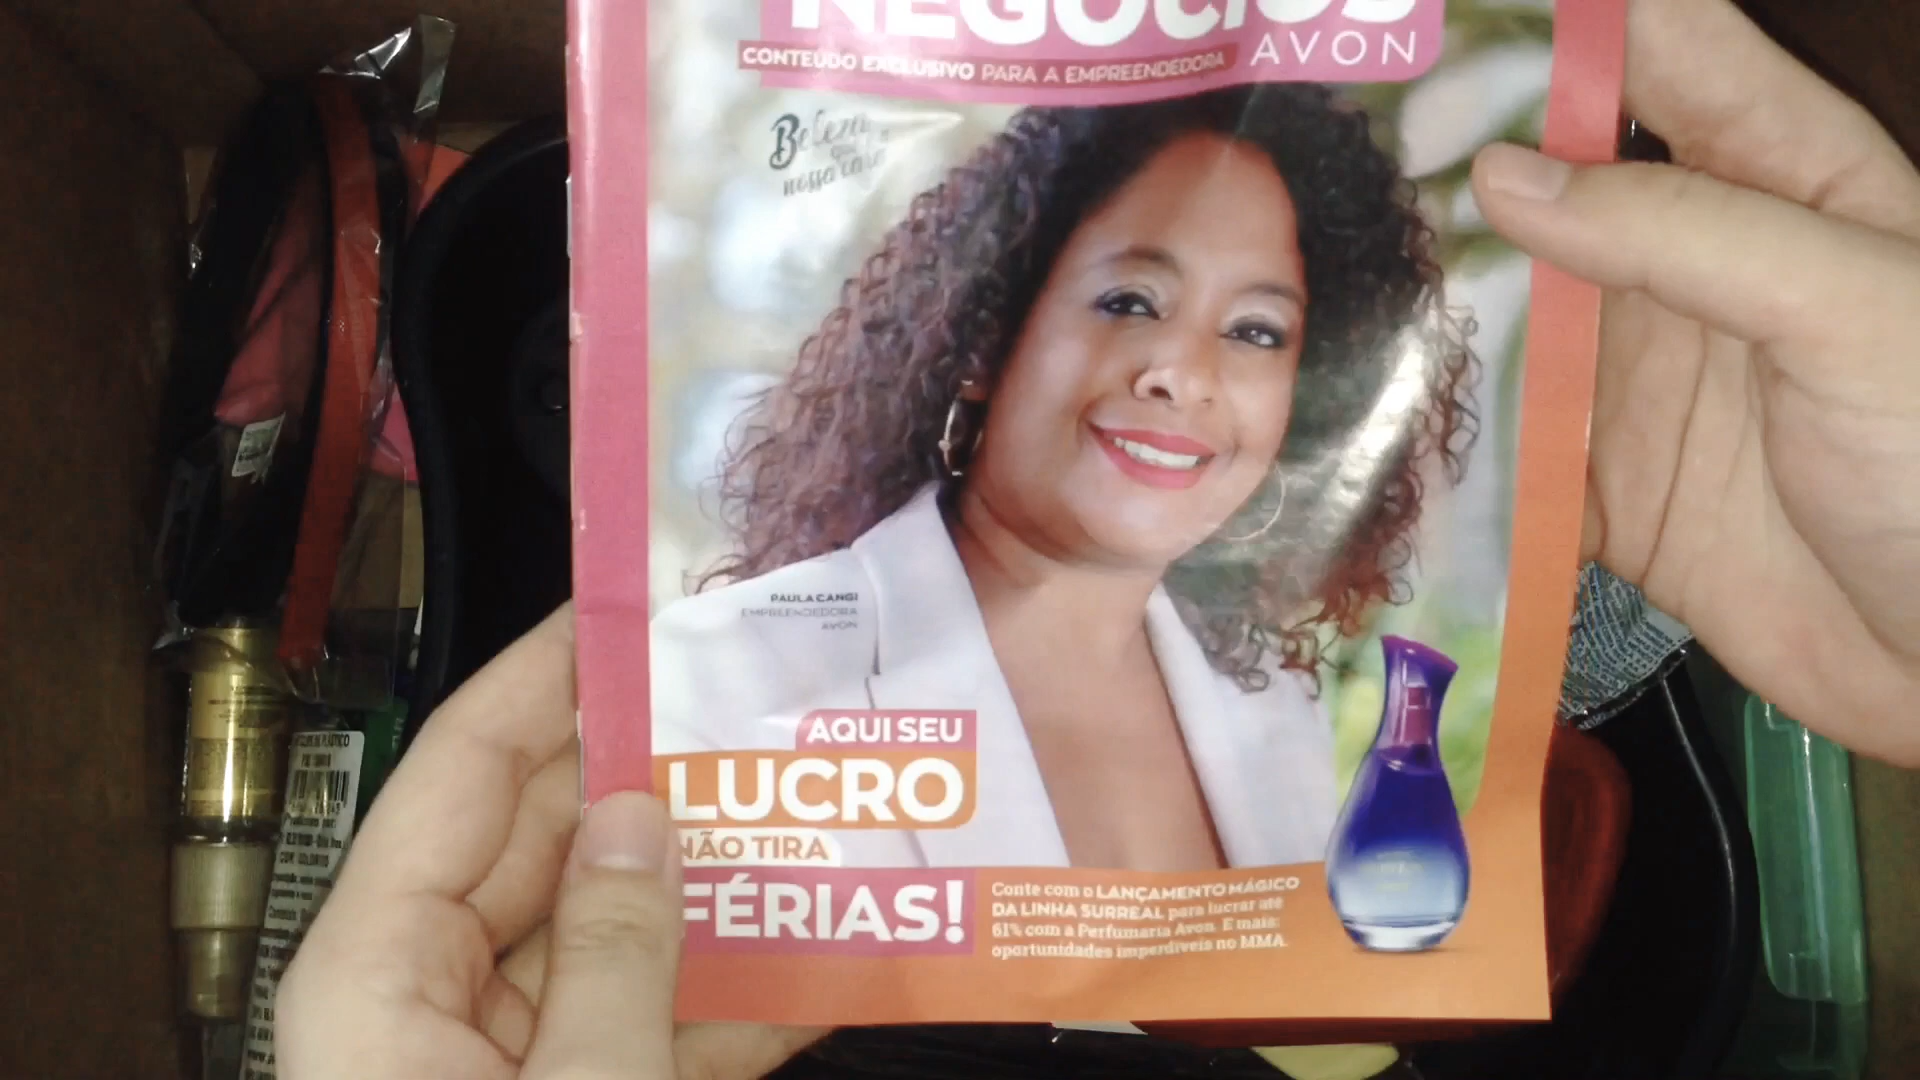 NEGÓCIOS
AVON
CONTEÚDO EXCLUSIVO PARA A EMPREENDEDORA
Beleza
que é a
nossa cara
PAULA CANGI
EMPREENDEDORA
AVON
AQUI SEU
LUCRO
NÃO TIRA
FÉRIAS!
Conte com o LANÇAMENTO MÁGICO
DA LINHA SURREAL para lucrar até
61% com a Perfumaria Avon. E mais:
oportunidades imperdíveis no MMA.